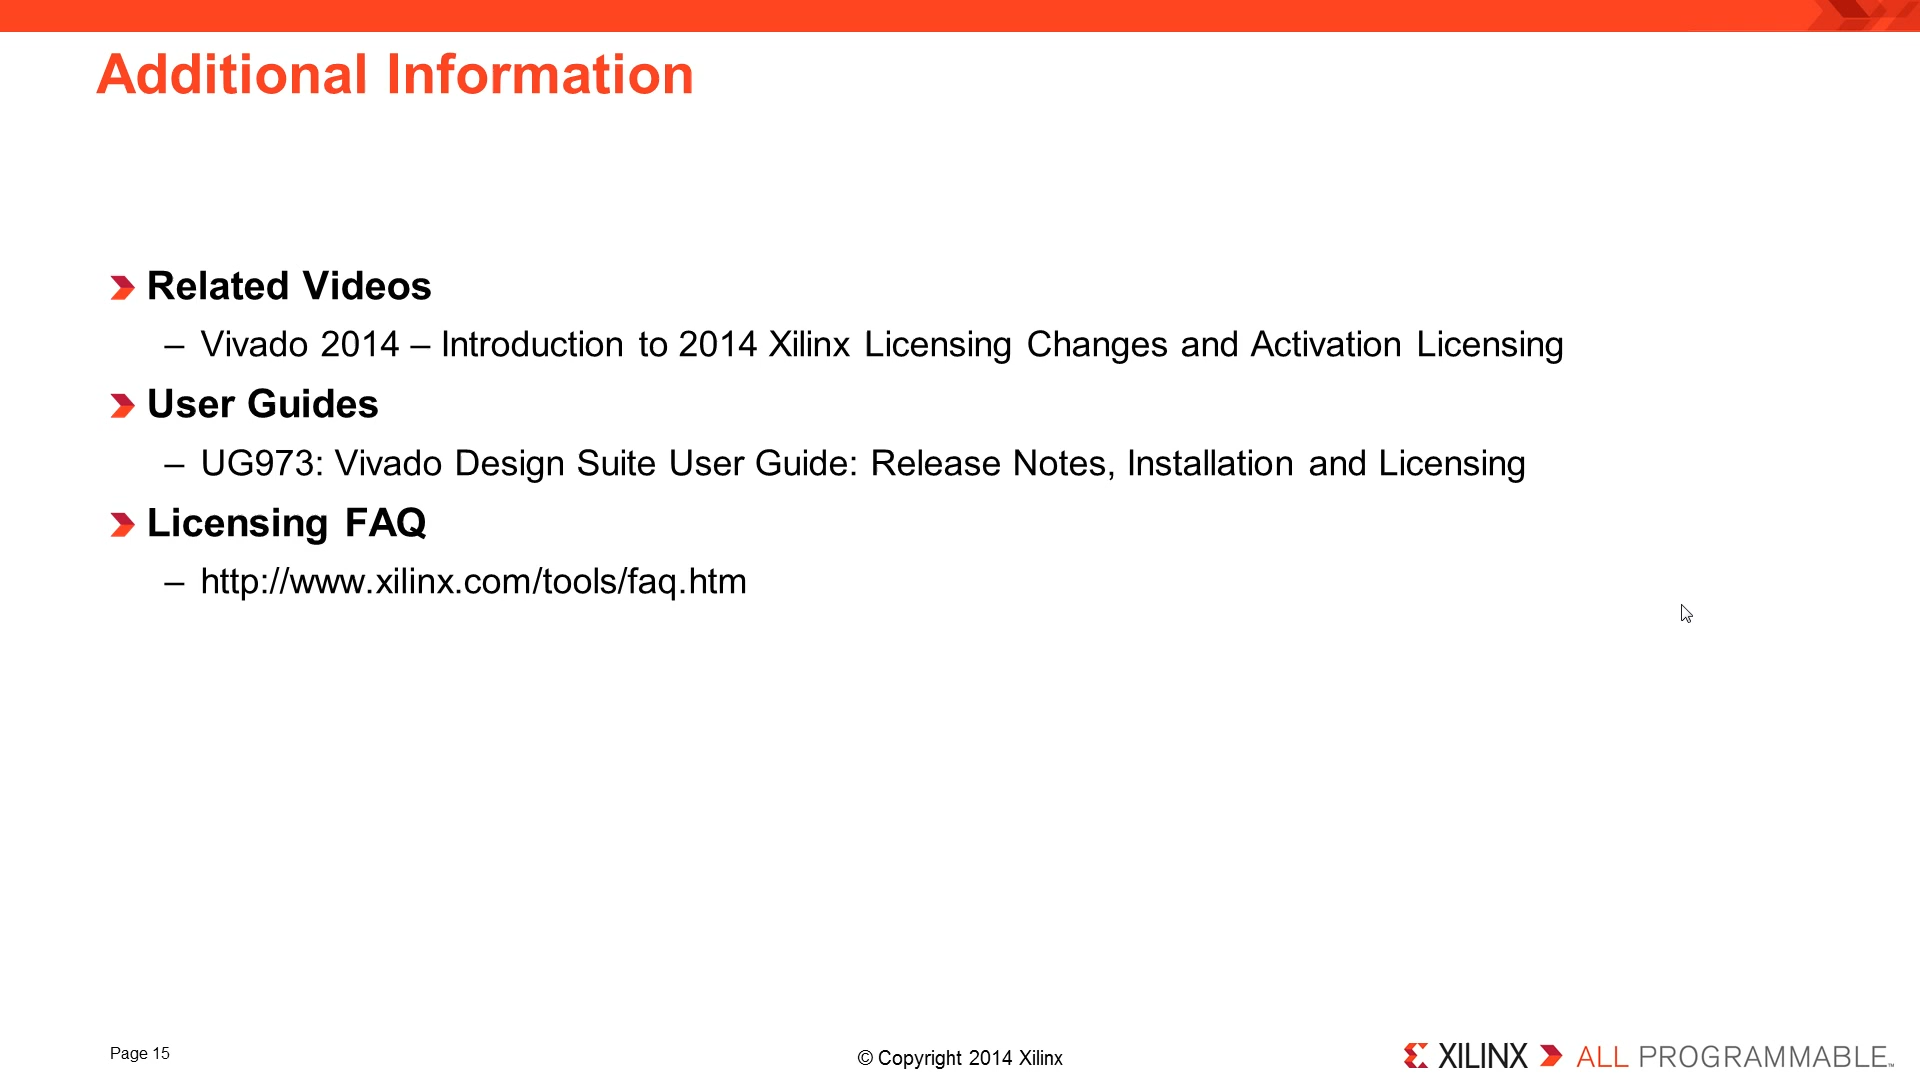 Additional Information
Related Videos
– Vivado 2014 – Introduction to 2014 Xilinx Licensing Changes and Activation Licensing
User Guides
– UG973: Vivado Design Suite User Guide: Release Notes, Installation and Licensing
Licensing FAQ
– http://www.xilinx.com/tools/faq.htm
Page 15
© Copyright 2014 Xilinx
XILINX ALL PROGRAMMABLE™